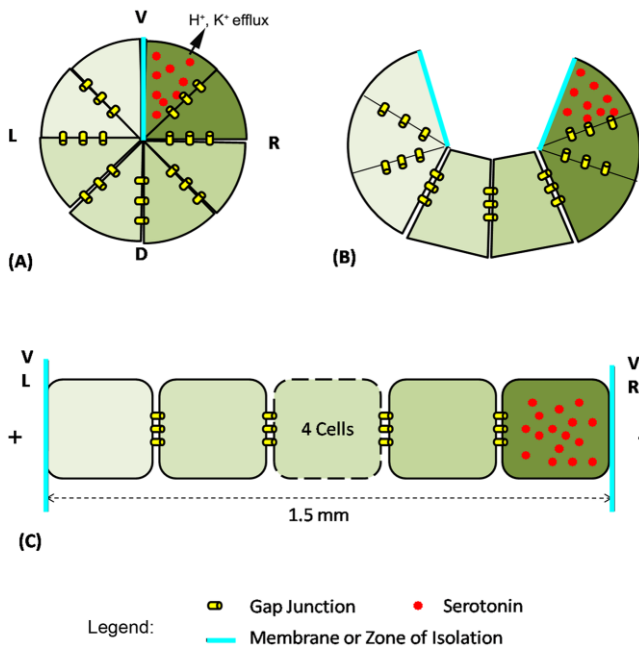 H⁺, K⁺ efflux
V
L
R
D
(A)
(B)
V
L
V
R
+
-
4 Cells
1.5 mm
(C)
Legend:
Gap Junction
Serotonin
Membrane or Zone of Isolation